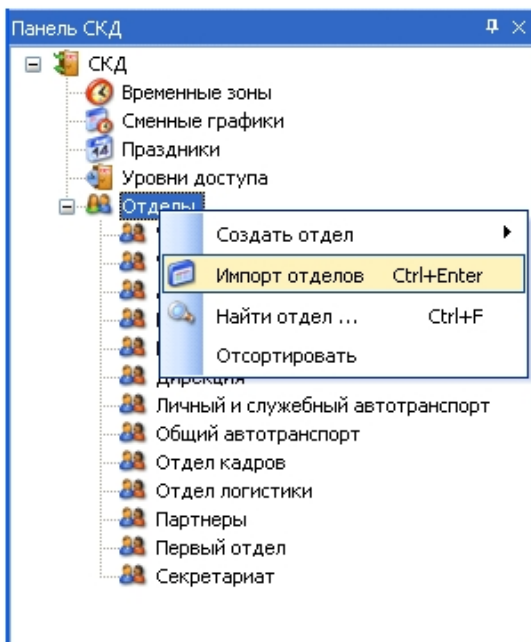 Панель СКД
СКД
Временные зоны
Сменные графики
Праздники
Уровни доступа
Отделы
Создать отдел
Импорт отделов Ctrl+Enter
Найти отдел ... Ctrl+F
Отсортировать
Дирекция
Личный и служебный автотранспорт
Общий автотранспорт
Отдел кадров
Отдел логистики
Партнеры
Первый отдел
Секретариат